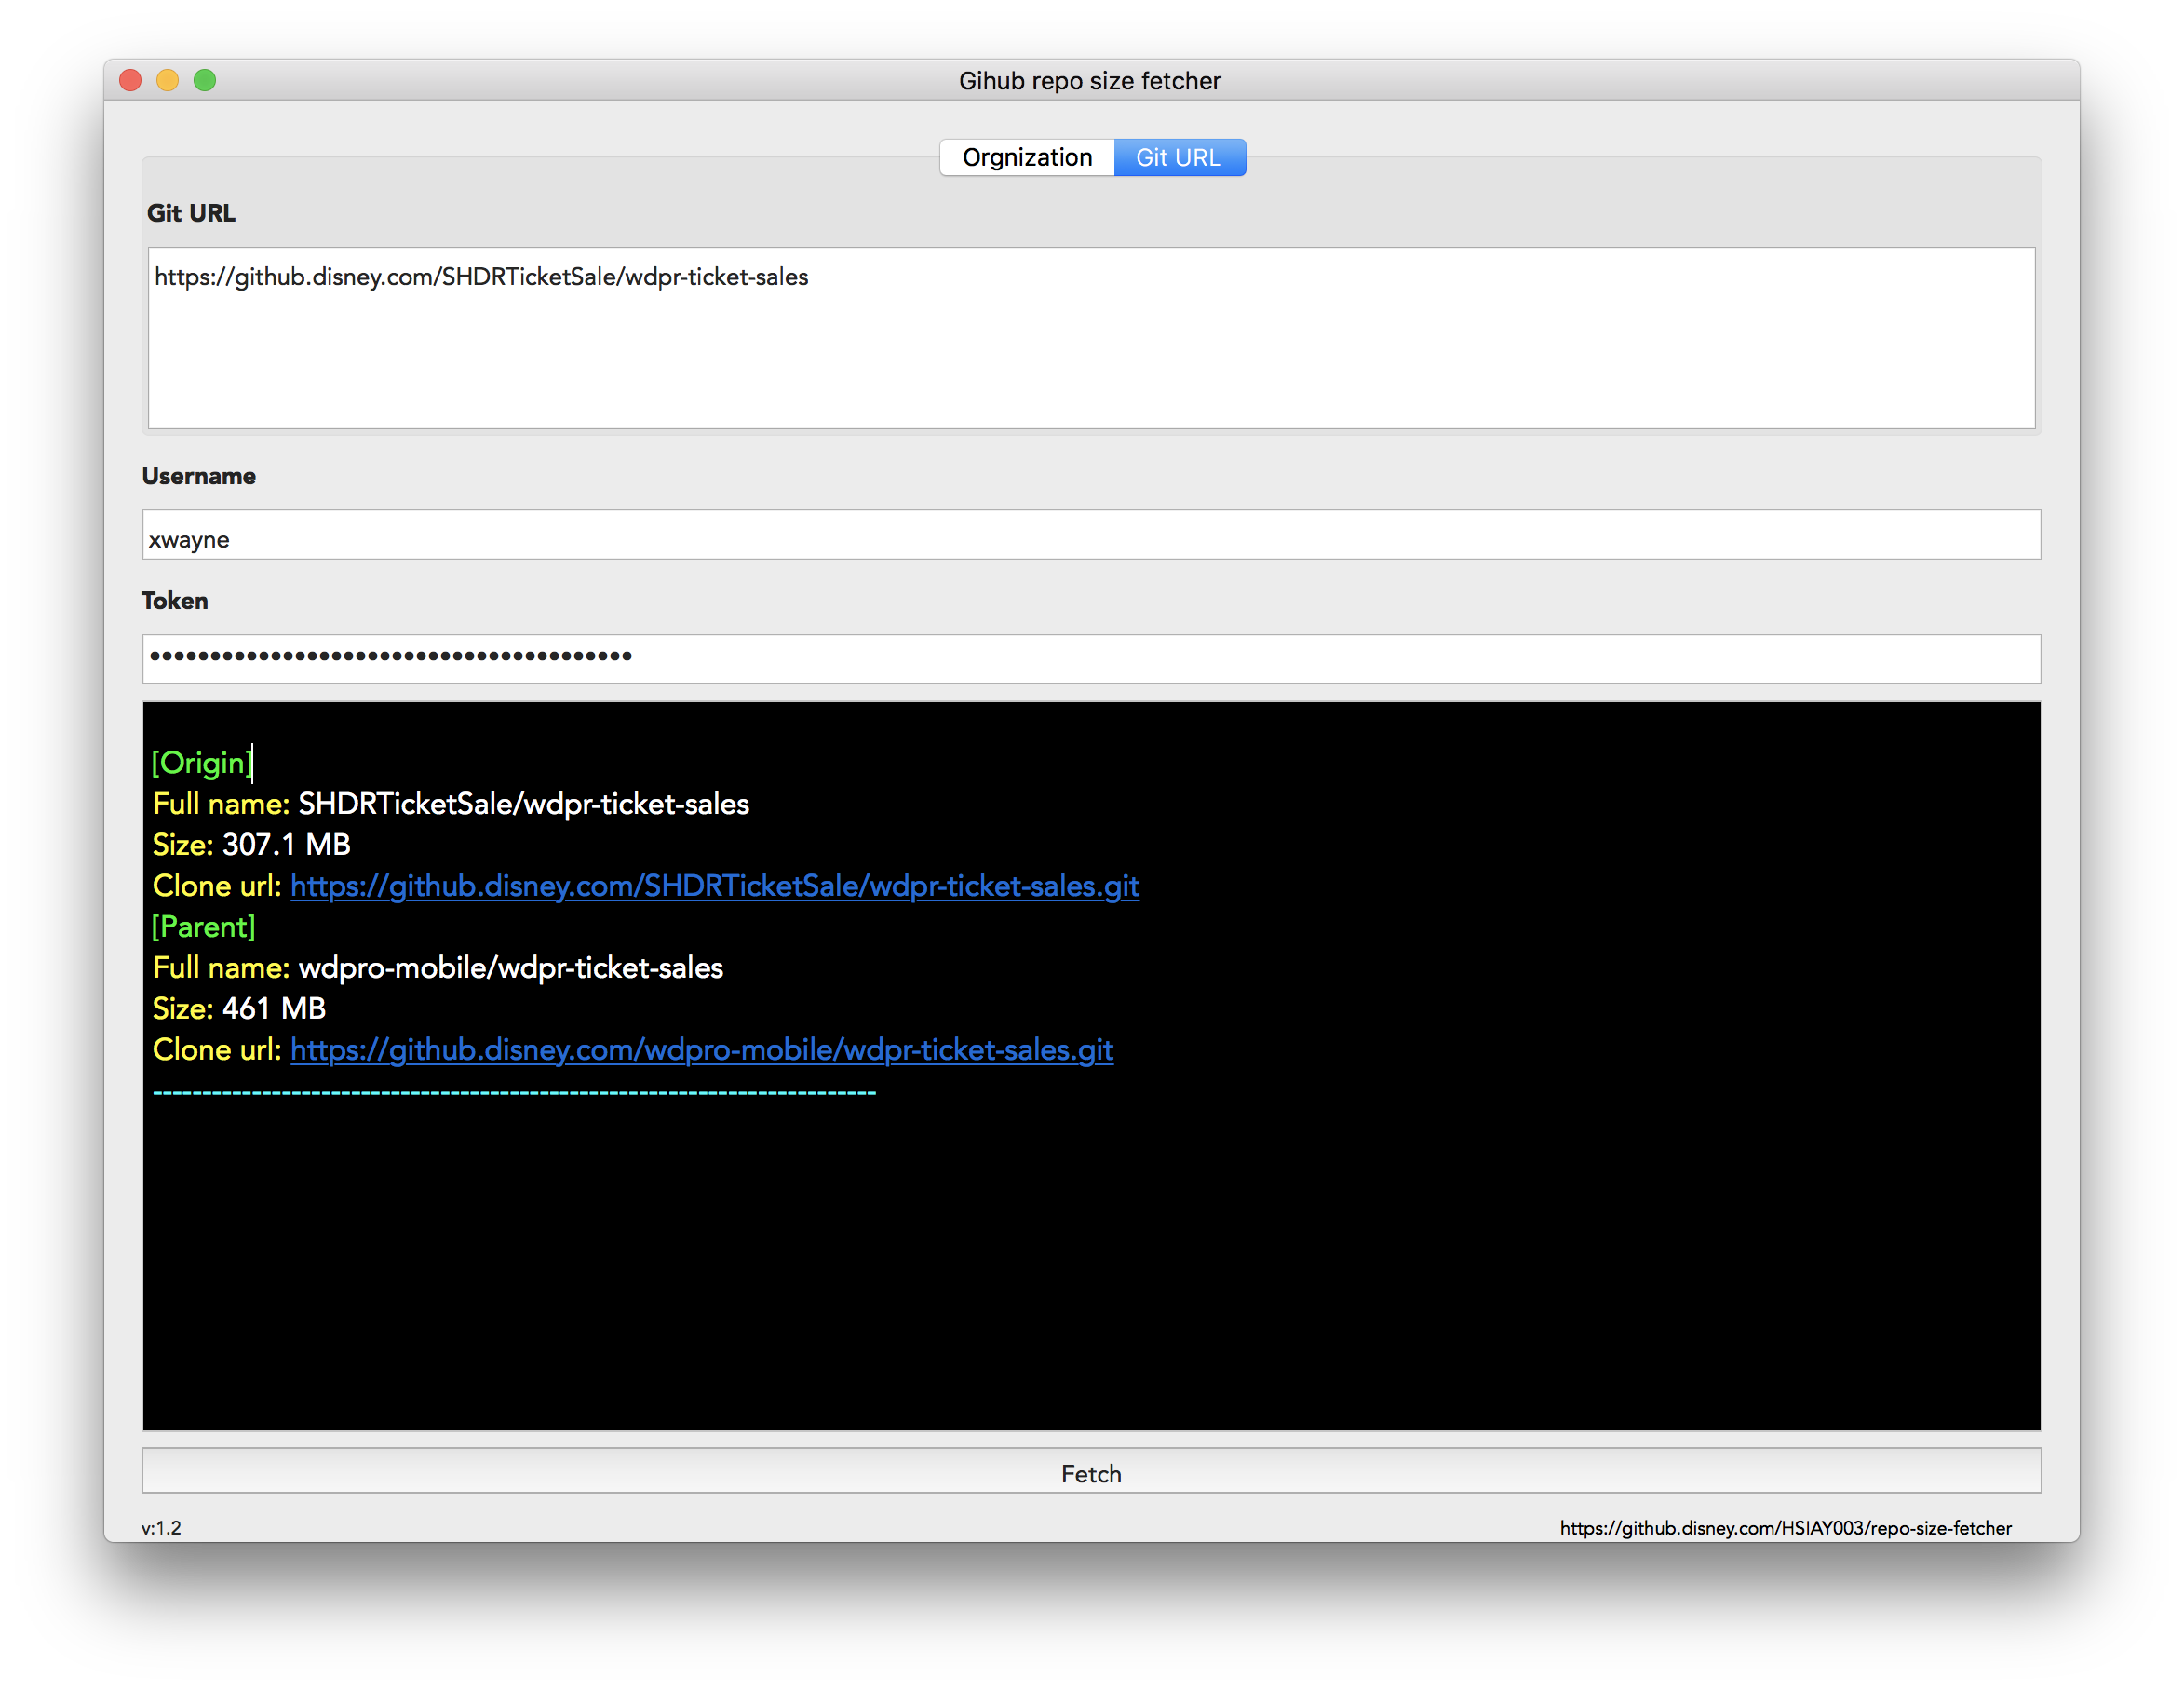 Gihub repo size fetcher
Orgnization Git URL
Git URL
https://github.disney.com/SHDRTicketSale/wdpr-ticket-sales
Username
xwayne
Token
••••••••••••••••••••••••••••••••••••••••
[Origin]
Full name: SHDRTicketSale/wdpr-ticket-sales
Size: 307.1 MB
Clone url: https://github.disney.com/SHDRTicketSale/wdpr-ticket-sales.git
[Parent]
Full name: wdpro-mobile/wdpr-ticket-sales
Size: 461 MB
Clone url: https://github.disney.com/wdpro-mobile/wdpr-ticket-sales.git
-------------------------------------------------------------------------
Fetch
v:1.2 https://github.disney.com/HSIAY003/repo-size-fetcher